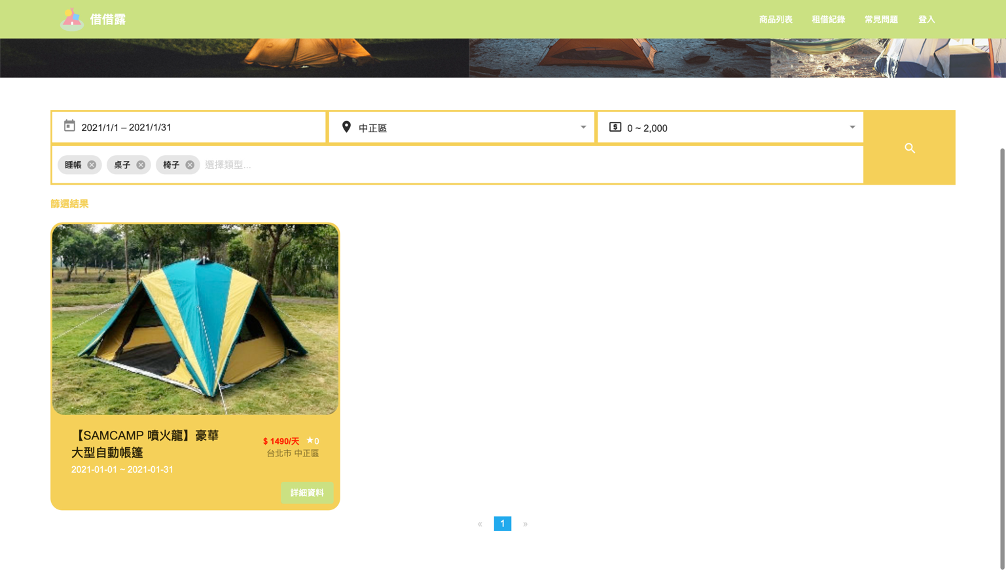 借借露
商品列表 租借記錄 常見問題 登入
2021/1/1 – 2021/1/31
中正區
0 ~ 2,000
睡帳 桌子 椅子 選擇類型...
篩選結果
【SAMCAMP 噴火龍】豪華
大型自動帳篷
$ 1490/天 ★0
台北市 中正區
2021-01-01 ~ 2021-01-31
詳細資料
« 1 »